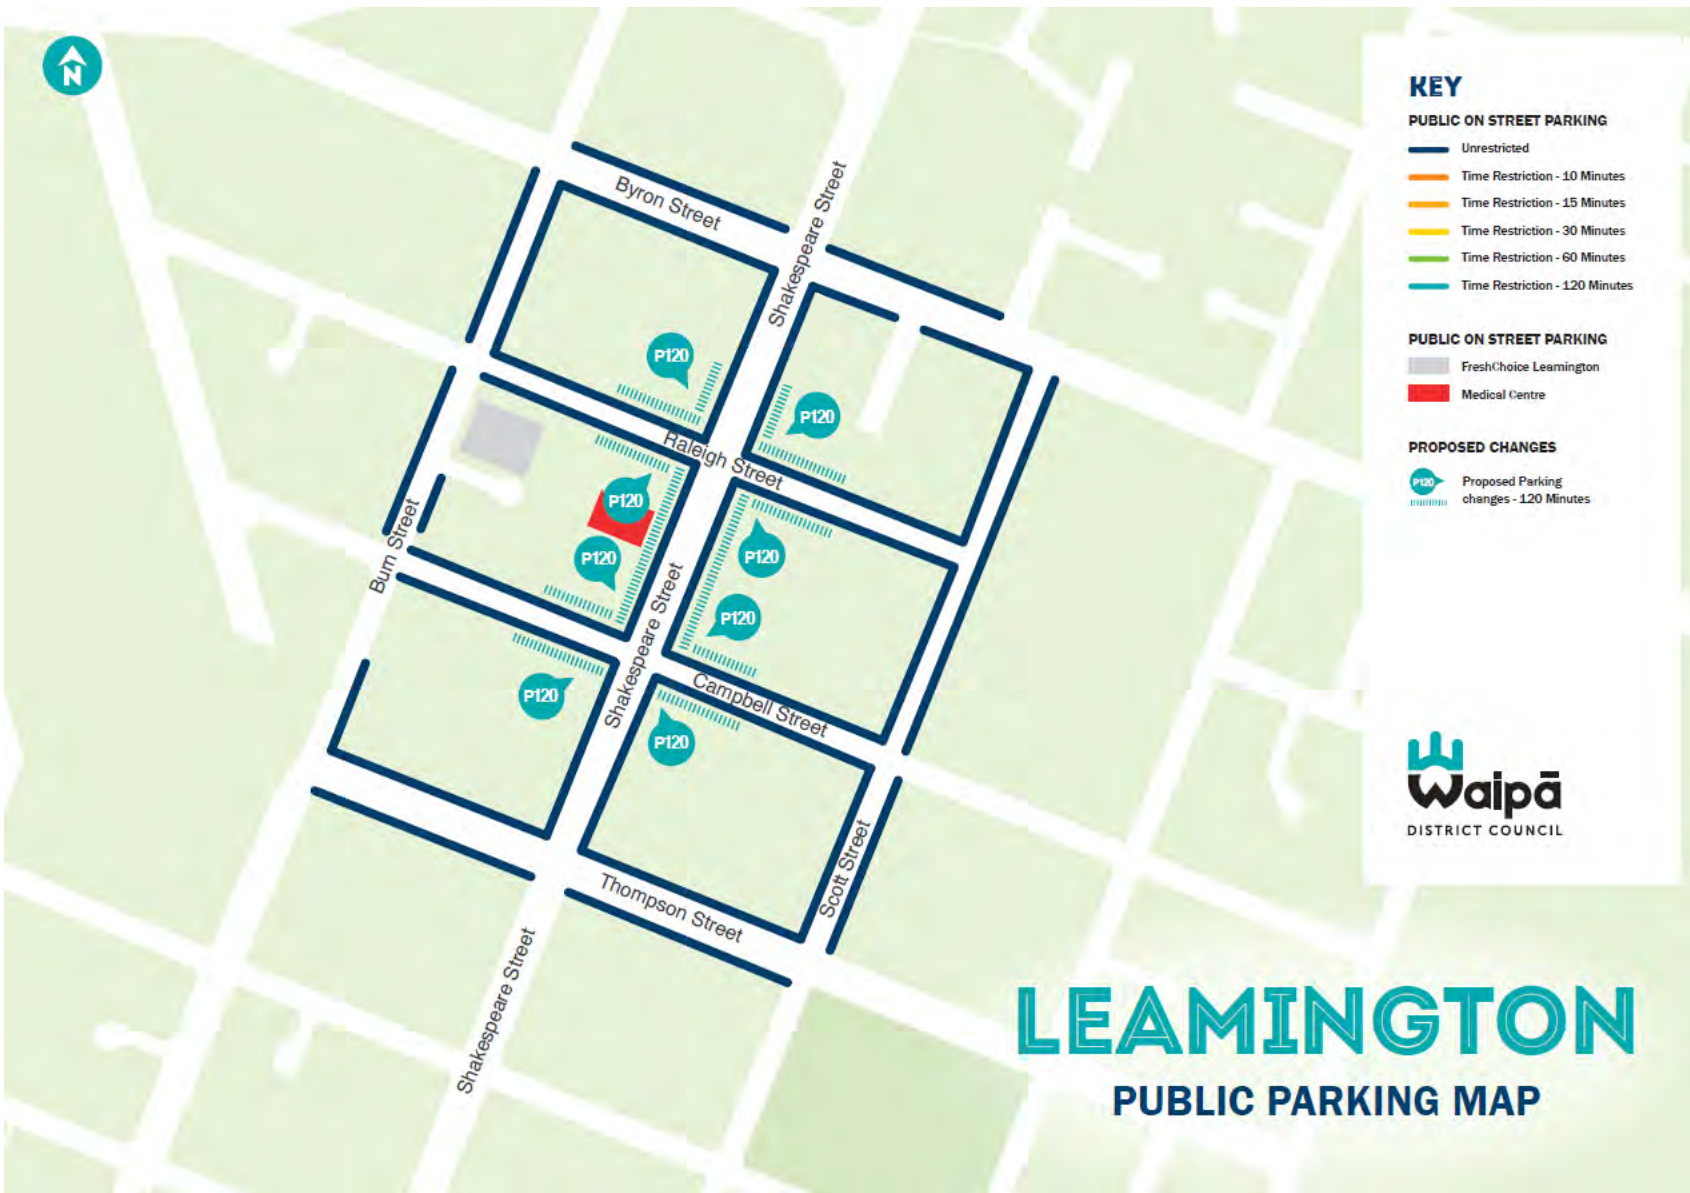 N
Byron Street
Shakespeare Street
P120
P120
Raleigh Street
P120
P120
P120
P120
Burn Street
Shakespeare Street
P120
P120
Campbell Street
Thompson Street
Scott Street
Shakespeare Street
KEY
PUBLIC ON STREET PARKING
Unrestricted
Time Restriction - 10 Minutes
Time Restriction - 15 Minutes
Time Restriction - 30 Minutes
Time Restriction - 60 Minutes
Time Restriction - 120 Minutes
PUBLIC ON STREET PARKING
FreshChoice Leamington
Medical Centre
PROPOSED CHANGES
P120
Proposed Parking
changes - 120 Minutes
Waipā
DISTRICT COUNCIL
LEAMINGTON
PUBLIC PARKING MAP